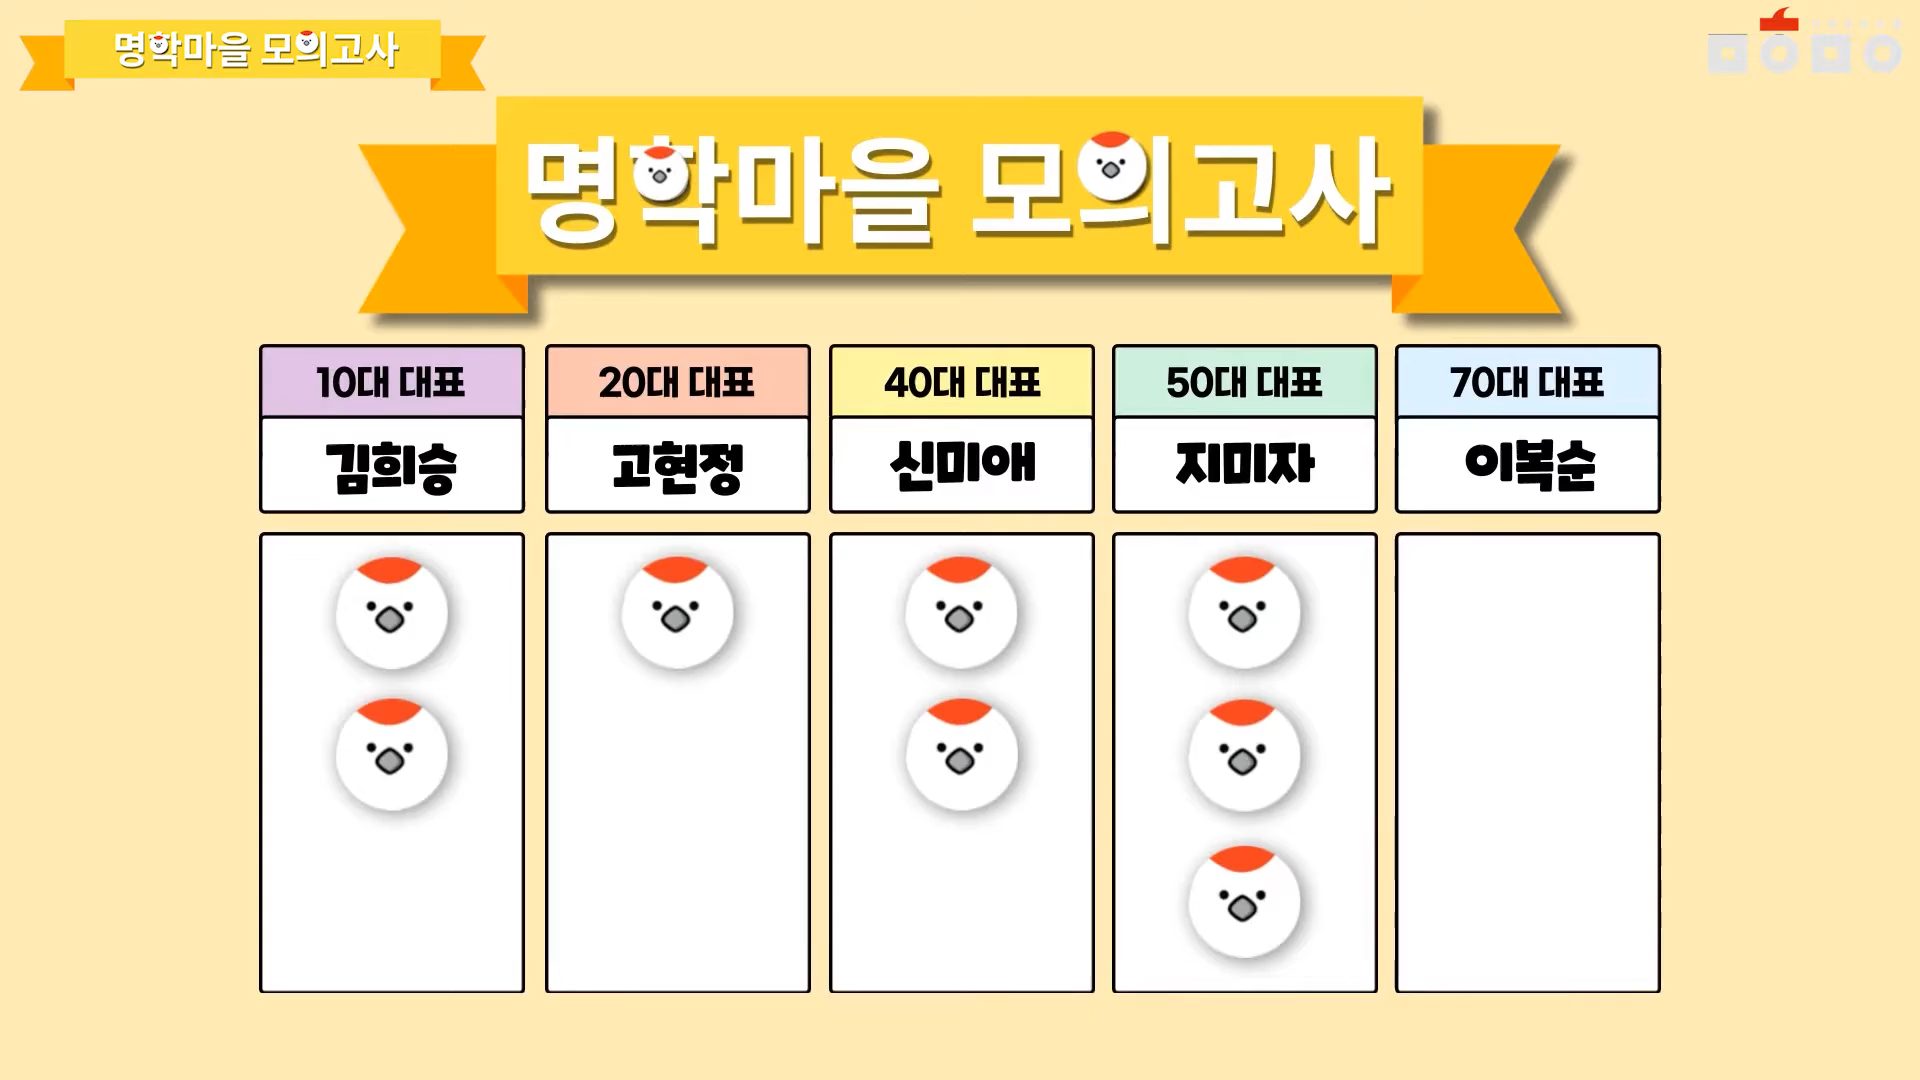 명학마을 모의고사
명학마을 모의고사
10대 대표
20대 대표
40대 대표
50대 대표
70대 대표
김희승
고현정
신미애
지미자
이복순